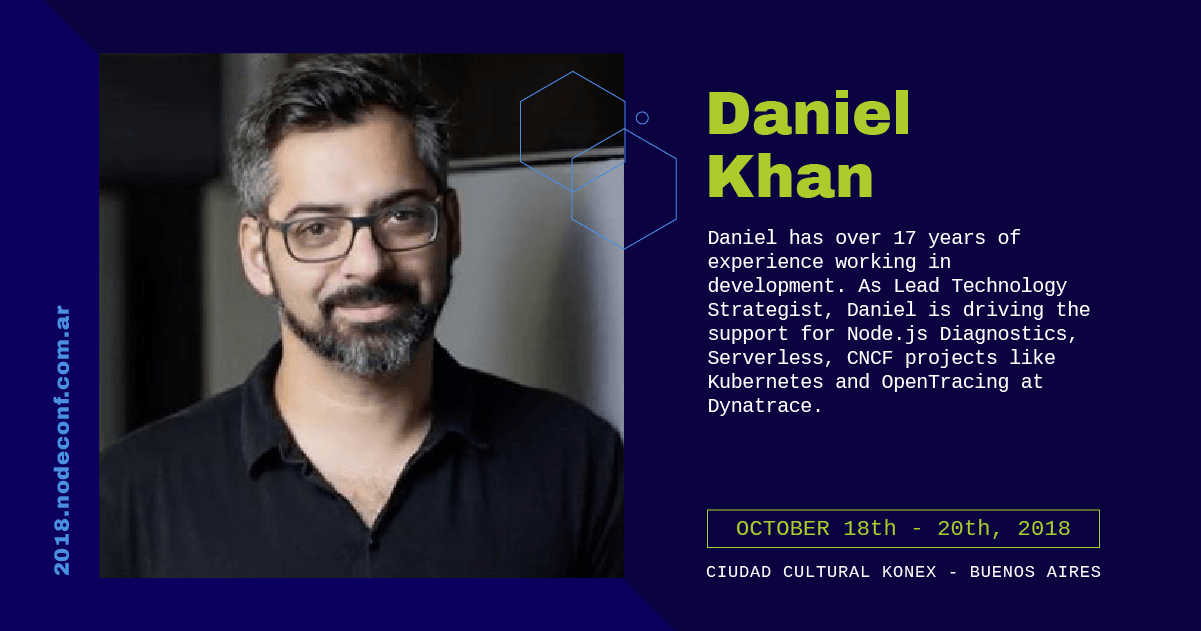 Daniel
Khan
Daniel has over 17 years of
experience working in
development. As Lead Technology
Strategist, Daniel is driving the
support for Node.js Diagnostics,
Serverless, CNCF projects like
Kubernetes and OpenTracing at
Dynatrace.
OCTOBER 18th - 20th, 2018
CIUDAD CULTURAL KONEX - BUENOS AIRES
2018.nodeconf.com.ar